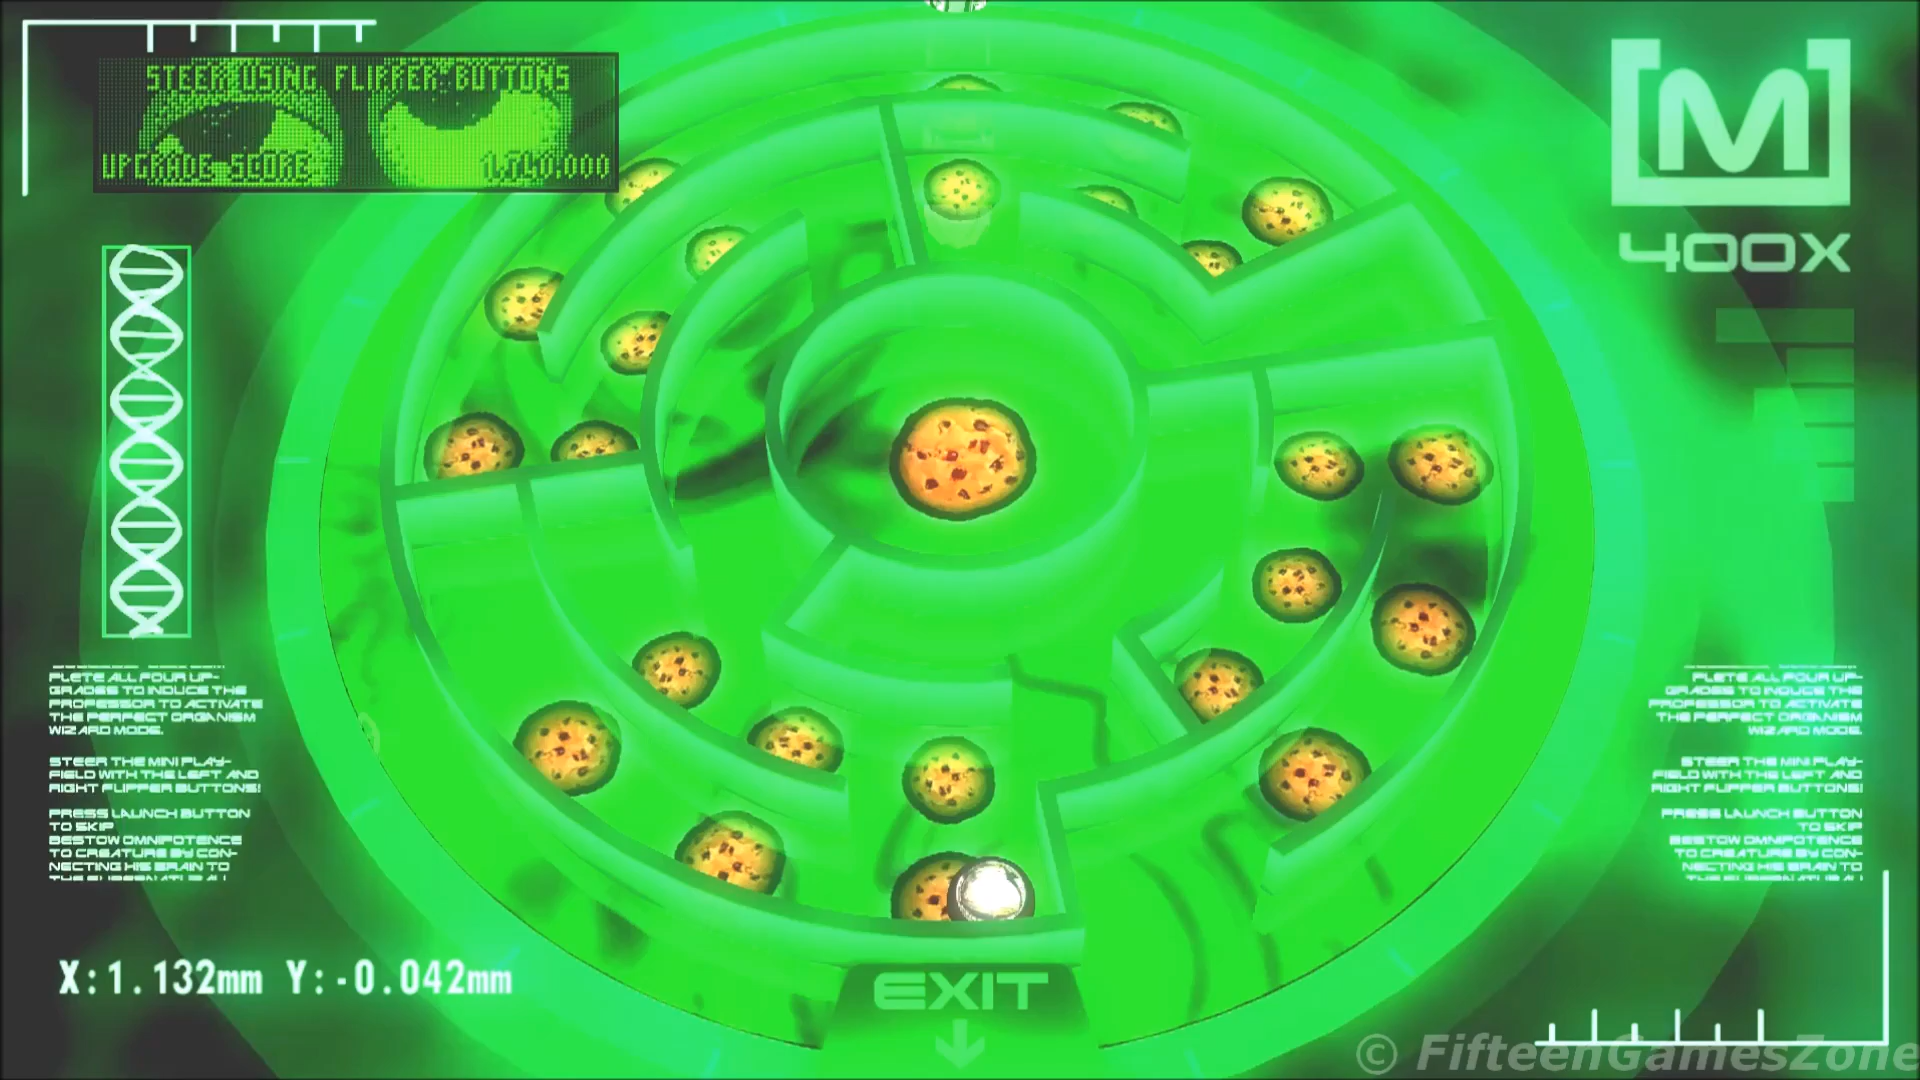 STEER USING FLIPPER BUTTONS
UPGRADE SCORE
[M]
400X
PLETE ALL FOUR UP-
GRADES TO INDUCE THE
PROFESSOR TO ACTIVATE
THE PERFECT ORGANISM
WIZARD MODE.
STEER THE MINI PLAY-
FIELD WITH THE LEFT AND
RIGHT FLIPPER BUTTONS!
PRESS LAUNCH BUTTON
TO SKIP
BESTOW OMNIPOTENCE
TO CREATURE BY CON-
NECTING HIS BRAIN TO
PLETE ALL FOUR UP-
GRADES TO INDUCE THE
PROFESSOR TO ACTIVATE
THE PERFECT ORGANISM
WIZARD MODE.
STEER THE MINI PLAY-
FIELD WITH THE LEFT AND
RIGHT FLIPPER BUTTONS!
PRESS LAUNCH BUTTON
TO SKIP
BESTOW OMNIPOTENCE
TO CREATURE BY CON-
NECTING HIS BRAIN TO
X:1.132mm Y:-0.042mm
EXIT
© FifteenGamesZone